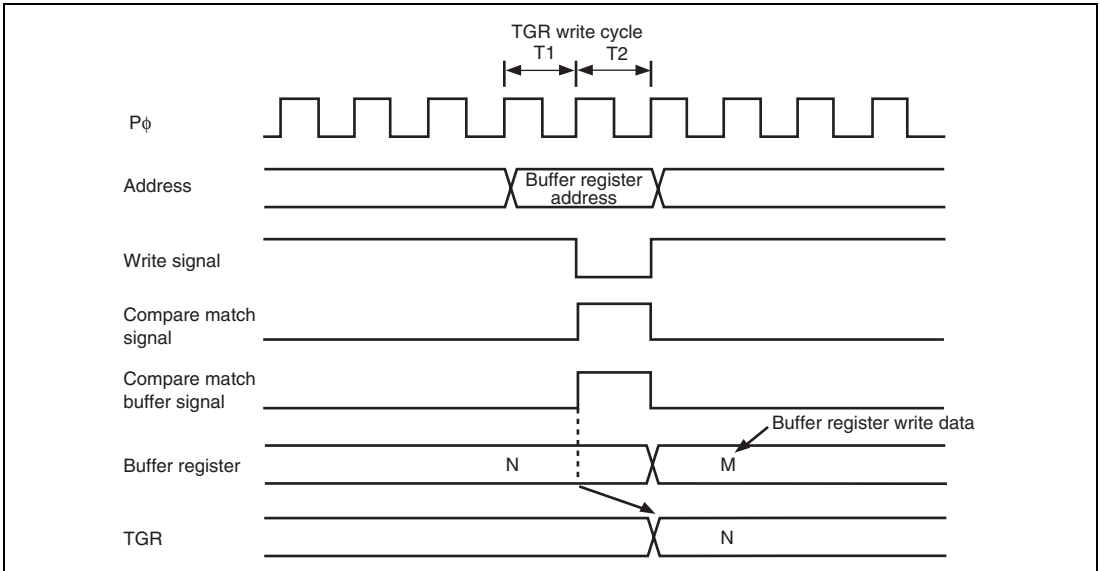 TGR write cycle
T1 T2
Pϕ
Address
Buffer register
address
Write signal
Compare match
signal
Compare match
buffer signal
Buffer register write data
Buffer register
N
M
TGR
N